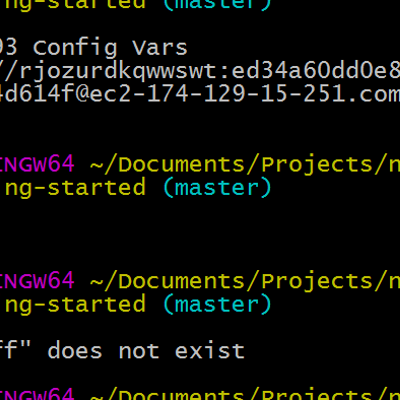 ng-started (master)
93 Config Vars
//rjozurdkqwwswt:ed34a60dd0e8
4d614f@ec2-174-129-15-251.com
INGW64 ~/Documents/Projects/n
ng-started (master)
INGW64 ~/Documents/Projects/n
ng-started (master)
ff" does not exist
INGW64 ~/Documents/Projects/n